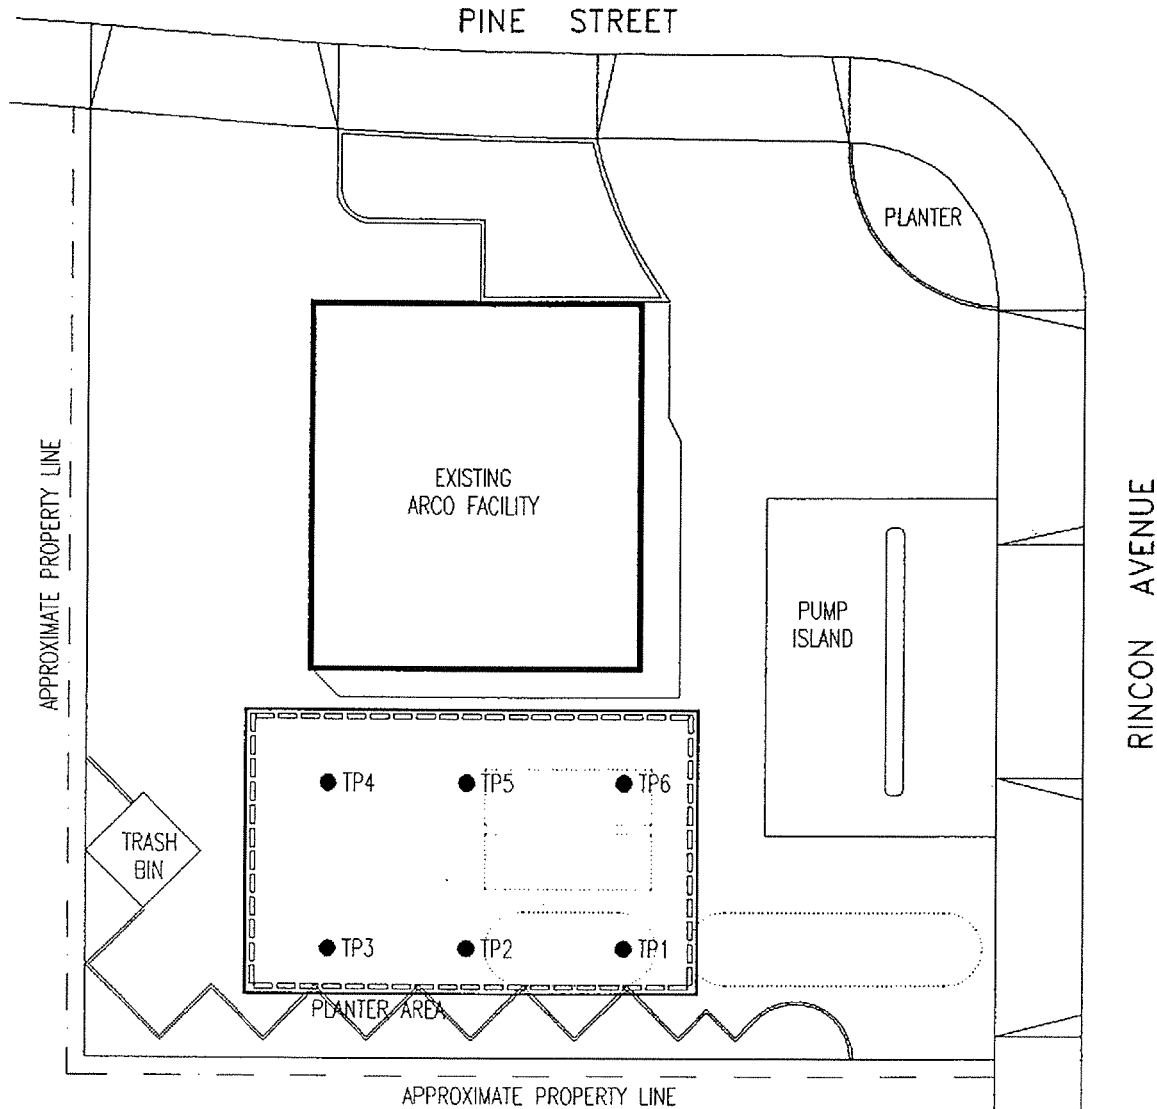 PINE STREET
PLANTER
EXISTING
ARCO FACILITY
APPROXIMATE PROPERTY LINE
RINCON AVENUE
PUMP
ISLAND
TP4
TP5
TP6
TRASH
BIN
TP3
TP2
TP1
PLANTER AREA
APPROXIMATE PROPERTY LINE